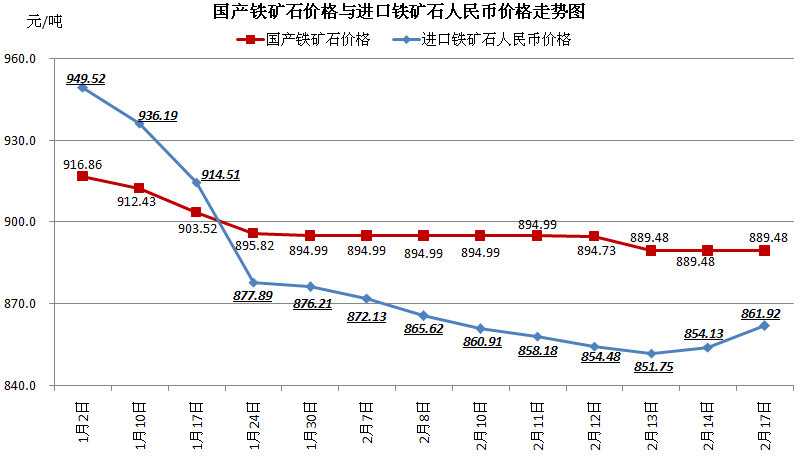 国产铁矿石价格与进口铁矿石人民币价格走势图
元/吨
国产铁矿石价格 进口铁矿石人民币价格
960.0
930.0
900.0
870.0
840.0
949.52
936.19
914.51
877.89
876.21
872.13
865.62
860.91
858.18
854.48
851.75
854.13
861.92
916.86
912.43
903.52
895.82
894.99
894.99
894.99
894.99
894.99
894.73
889.48
889.48
889.48
1月2日
1月10日
1月17日
1月24日
1月30日
2月7日
2月8日
2月10日
2月11日
2月12日
2月13日
2月14日
2月17日